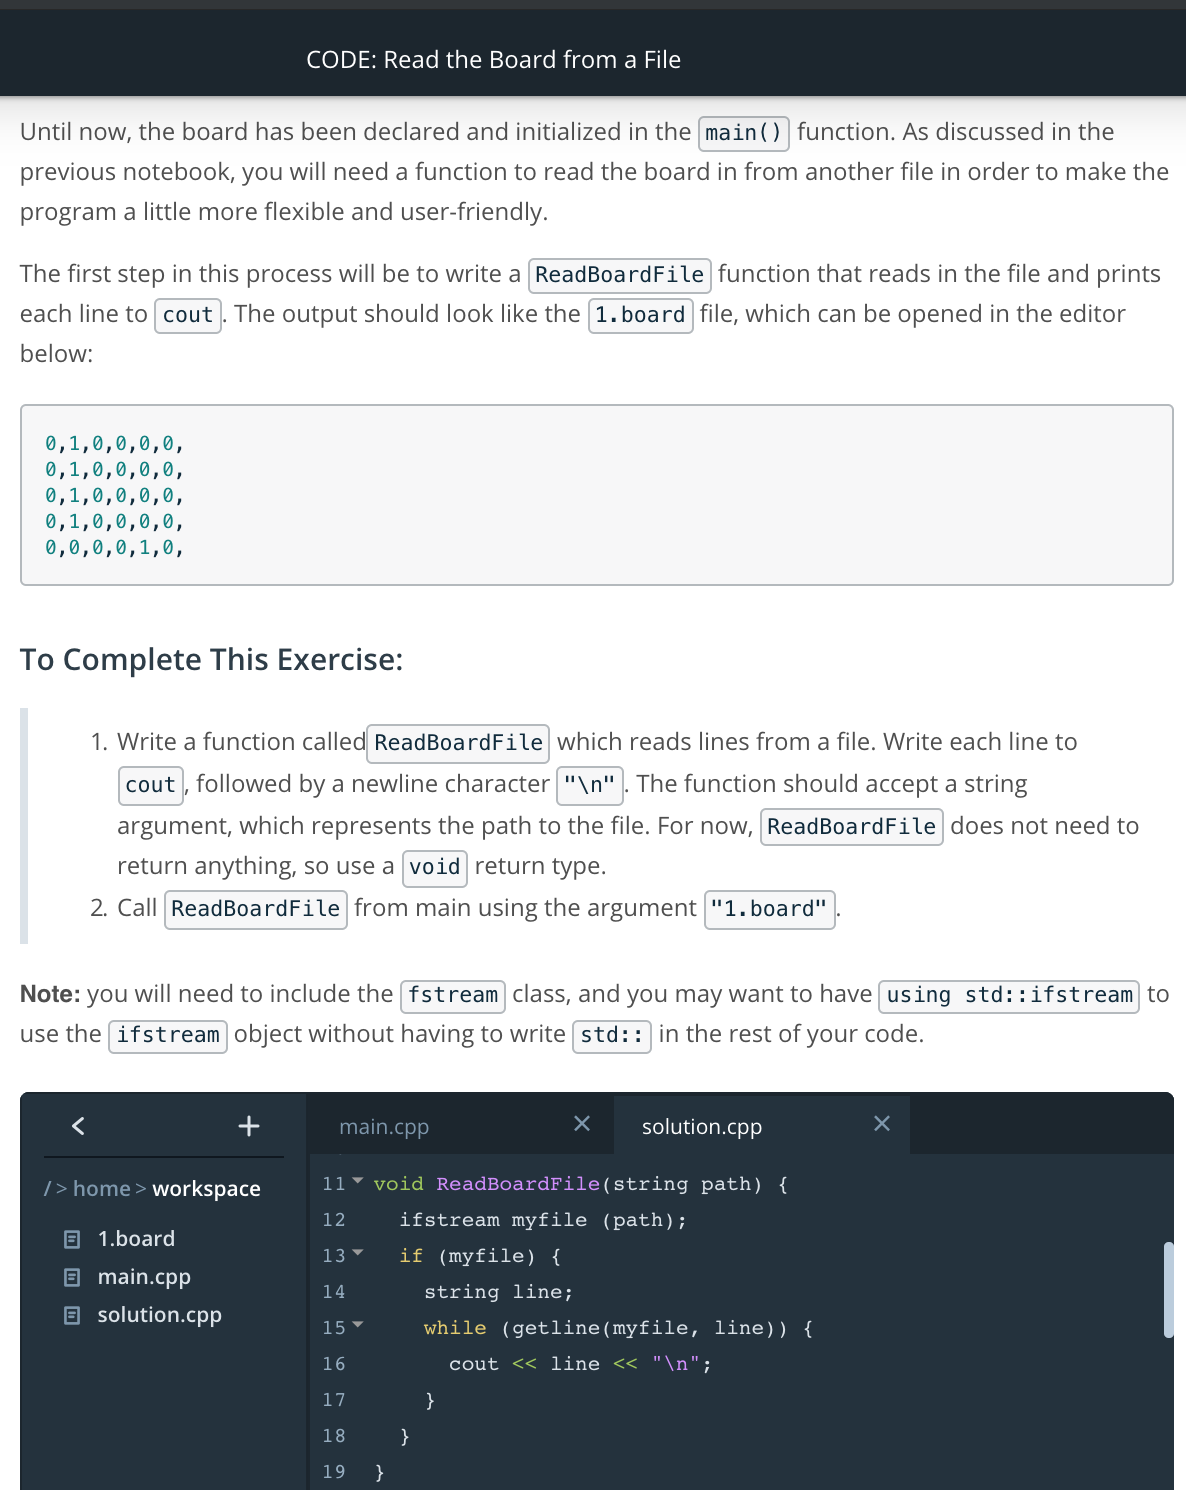 CODE: Read the Board from a File
Until now, the board has been declared and initialized in the main() function. As discussed in the
previous notebook, you will need a function to read the board in from another file in order to make the
program a little more flexible and user-friendly.
The first step in this process will be to write a ReadBoardFile function that reads in the file and prints
each line to cout. The output should look like the 1.board file, which can be opened in the editor
below:
0,1,0,0,0,0,
0,1,0,0,0,0,
0,1,0,0,0,0,
0,1,0,0,0,0,
0,0,0,0,1,0,
To Complete This Exercise:
1. Write a function called ReadBoardFile which reads lines from a file. Write each line to
cout, followed by a newline character "\n". The function should accept a string
argument, which represents the path to the file. For now, ReadBoardFile does not need to
return anything, so use a void return type.
2. Call ReadBoardFile from main using the argument "1.board".
Note: you will need to include the fstream class, and you may want to have using std::ifstream to
use the ifstream object without having to write std:: in the rest of your code.
main.cpp
solution.cpp
/ > home > workspace
1.board
main.cpp
solution.cpp
11 void ReadBoardFile(string path) {
12 ifstream myfile (path);
13 if (myfile) {
14 string line;
15 while (getline(myfile, line)) {
16 cout << line << "\n";
17 }
18 }
19 }